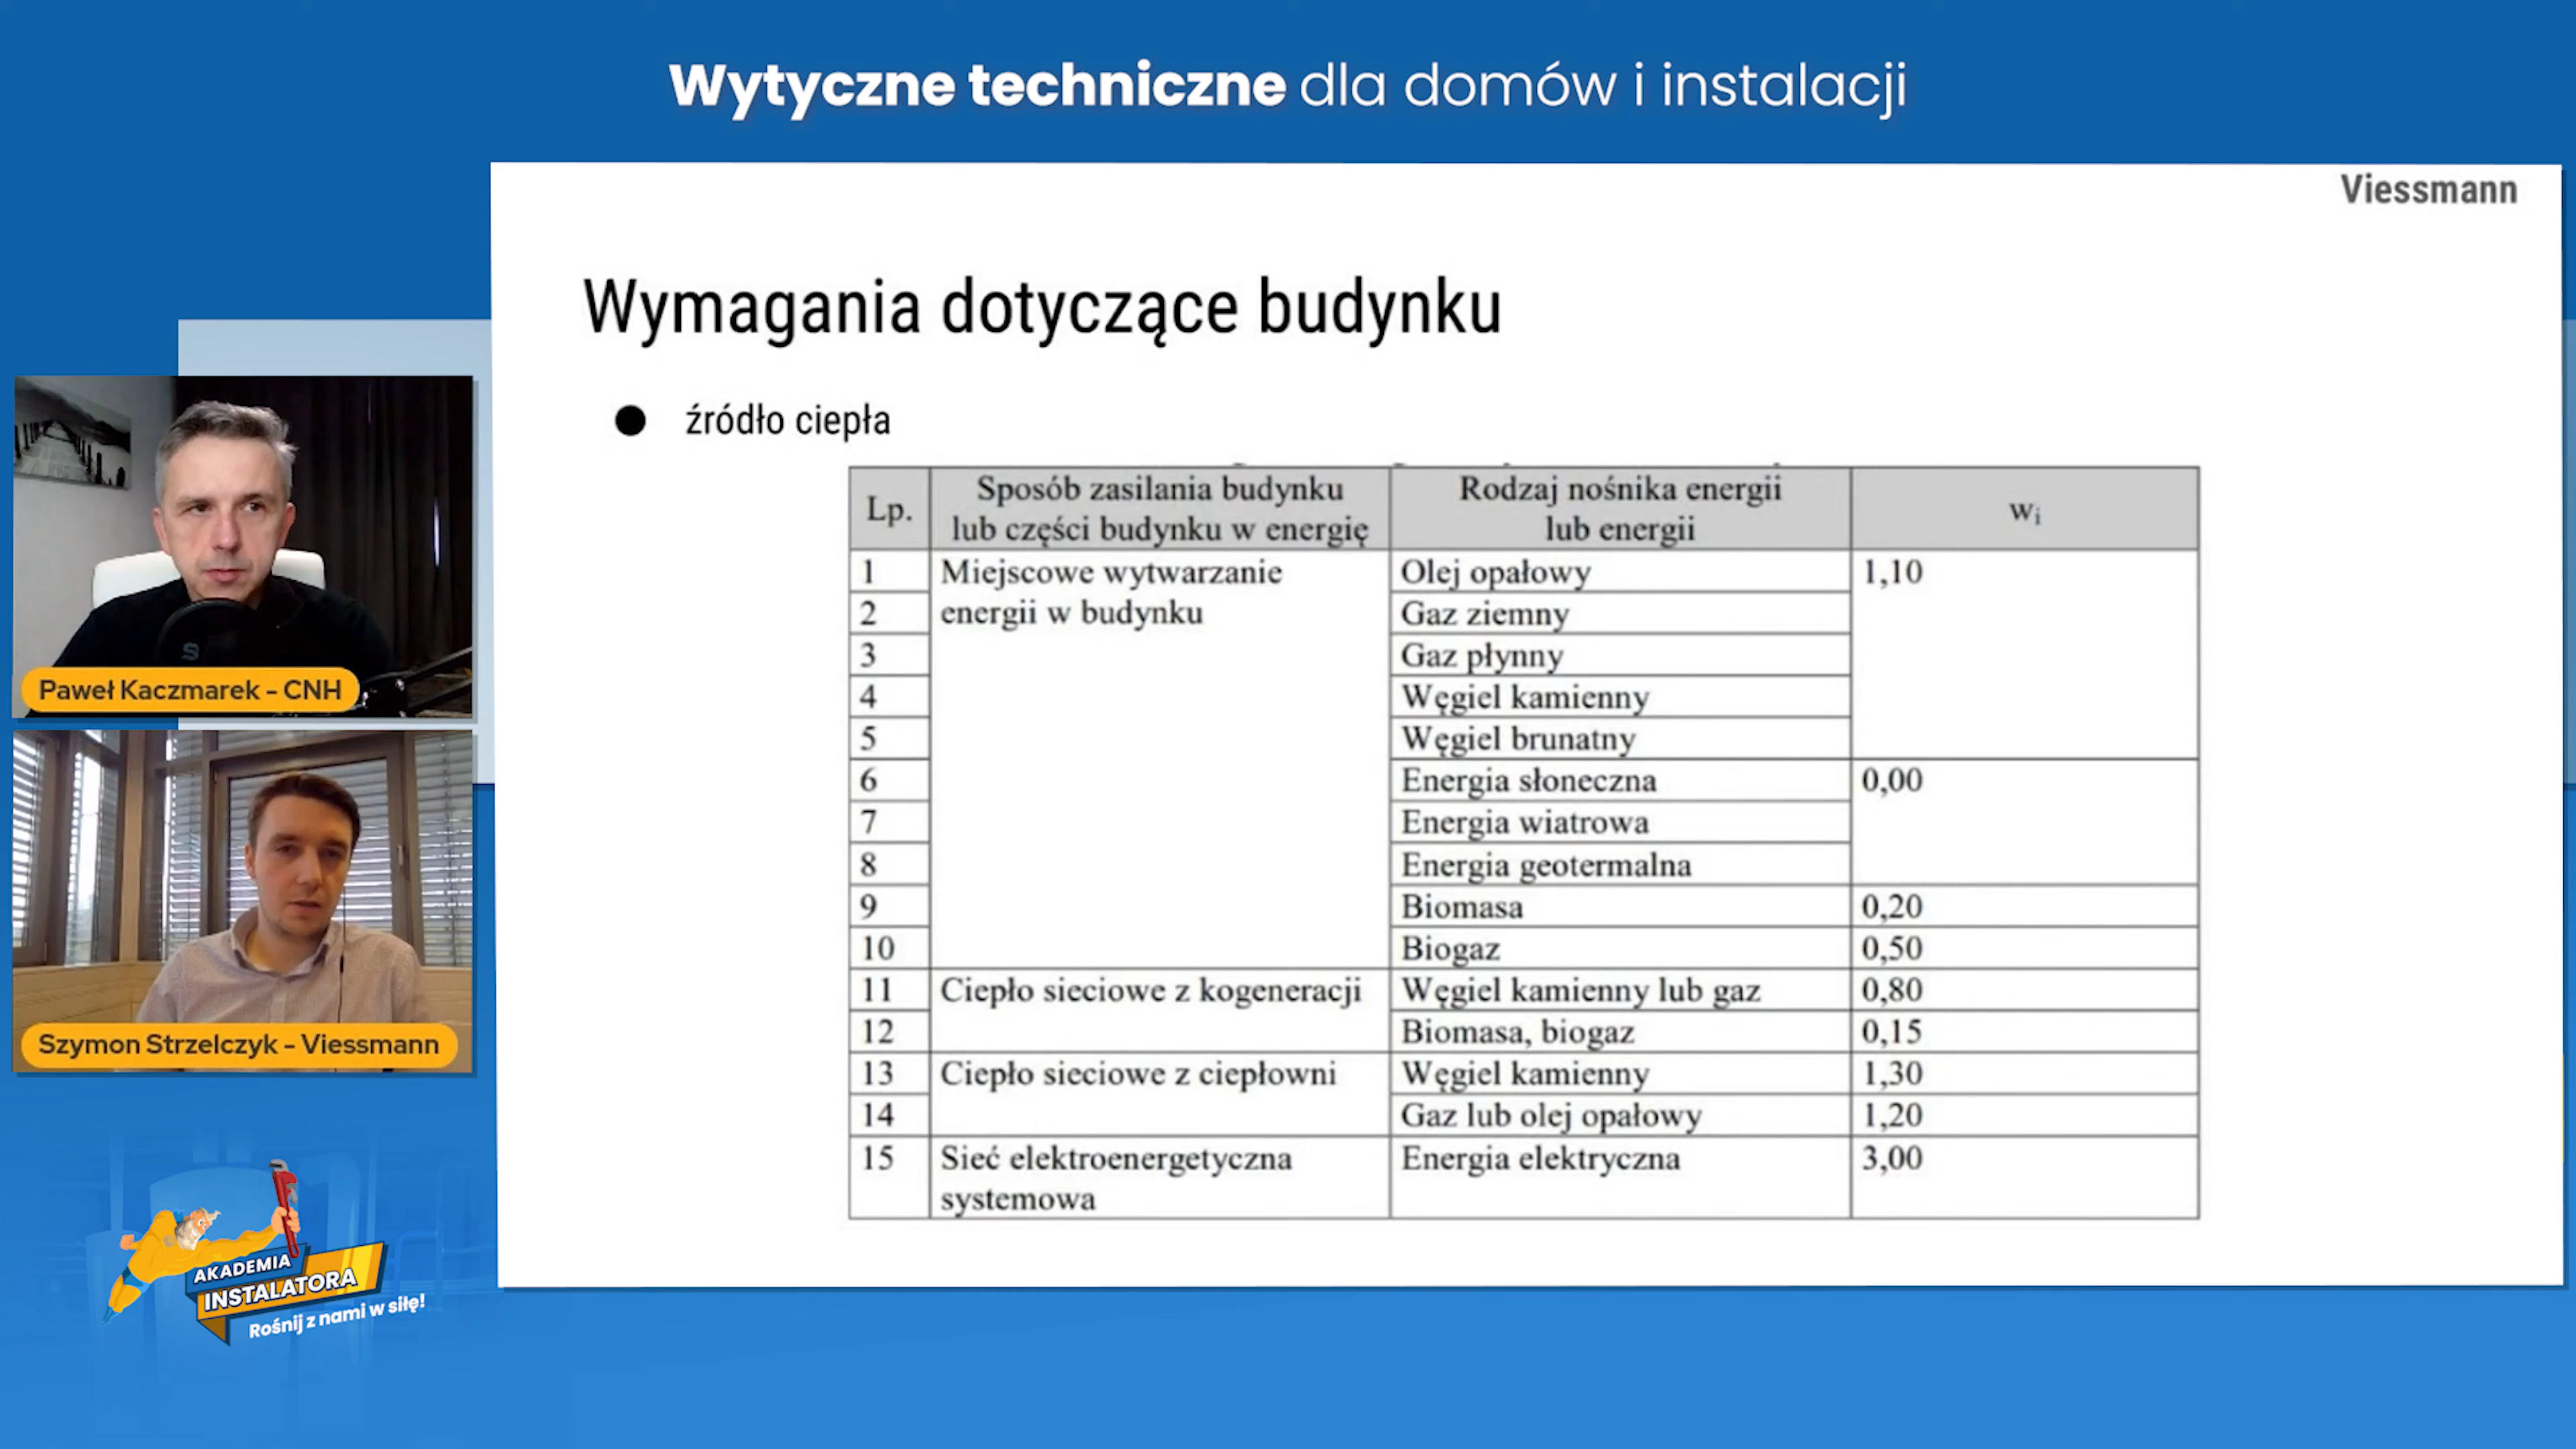 Wytyczne techniczne dla domów i instalacji
Viessmann
Wymagania dotyczące budynku
● źródło ciepła
Lp. Sposób zasilania budynku lub części budynku w energię Rodzaj nośnika energii lub energii wi
1 Miejscowe wytwarzanie energii w budynku Olej opałowy 1,10
2 Gaz ziemny
3 Gaz płynny
4 Węgiel kamienny
5 Węgiel brunatny
6 Energia słoneczna 0,00
7 Energia wiatrowa
8 Energia geotermalna
9 Biomasa 0,20
10 Biogaz 0,50
11 Ciepło sieciowe z kogeneracji Węgiel kamienny lub gaz 0,80
12 Biomasa, biogaz 0,15
13 Ciepło sieciowe z ciepłowni Węgiel kamienny 1,30
14 Gaz lub olej opałowy 1,20
15 Sieć elektroenergetyczna systemowa Energia elektryczna 3,00
Paweł Kaczmarek - CNH
Szymon Strzelczyk - Viessmann
AKADEMIA
INSTALATORA
Rośnij z nami w siłę!